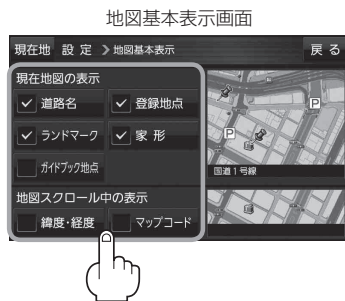 地図基本表示画面
現在地 設 定 地図基本表示 戻 る
現在地図の表示
道路名 登録地点
ランドマーク 家 形
ガイドブック地点
地図スクロール中の表示
緯度・経度 マップコード
P
P
国道1号線